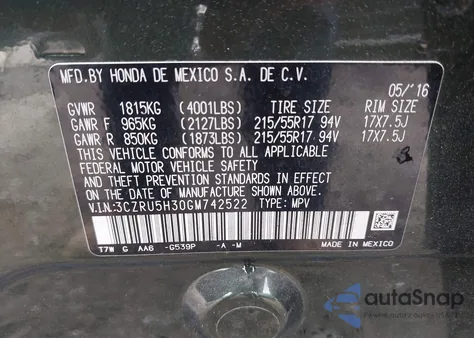 MFD.BY HONDA DE MEXICO S.A. DE C.V.
05/'16
GVWR 1815KG (4001LBS) TIRE SIZE RIM SIZE
GAWR F 965KG (2127LBS) 215/55R17 94V 17X7.5J
GAWR R 850KG (1873LBS) 215/55R17 94V 17X7.5J
THIS VEHICLE CONFORMS TO ALL APPLICABLE
FEDERAL MOTOR VEHICLE SAFETY STANDARDS IN
EFFECT ON THE DATE OF MANUFACTURE SHOWN ABOVE.
V.I.N.:3CZRU5H30GM742522 TYPE: MPV
T7W G AA6 -G539P -A -M
MADE IN MEXICO
autoSnap